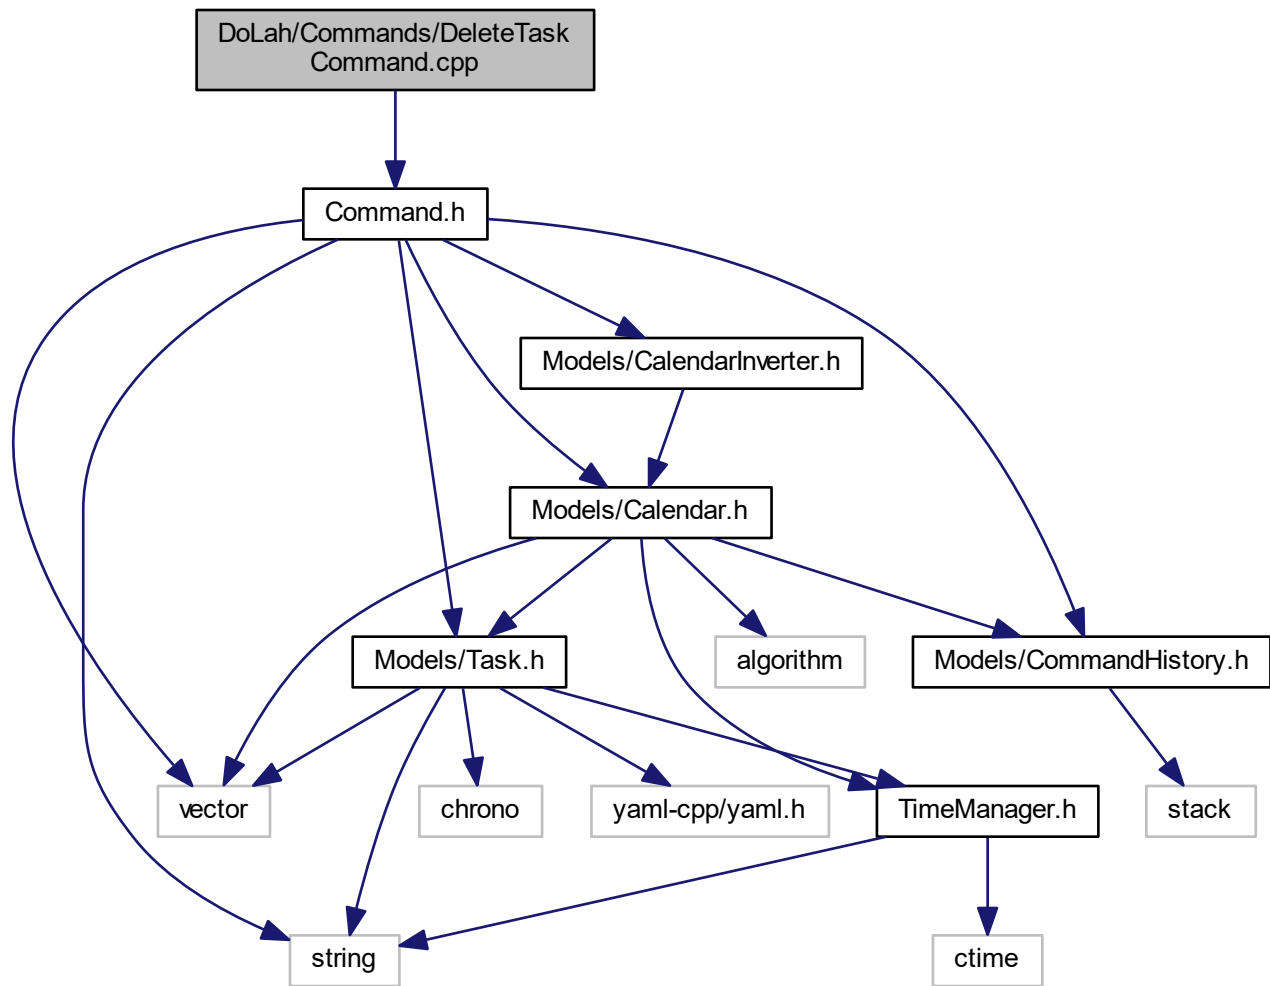 DoLah/Commands/DeleteTask
Command.cpp
Command.h
Models/CalendarInverter.h
Models/Calendar.h
Models/Task.h
algorithm
Models/CommandHistory.h
vector
chrono
yaml-cpp/yaml.h
TimeManager.h
stack
string
ctime